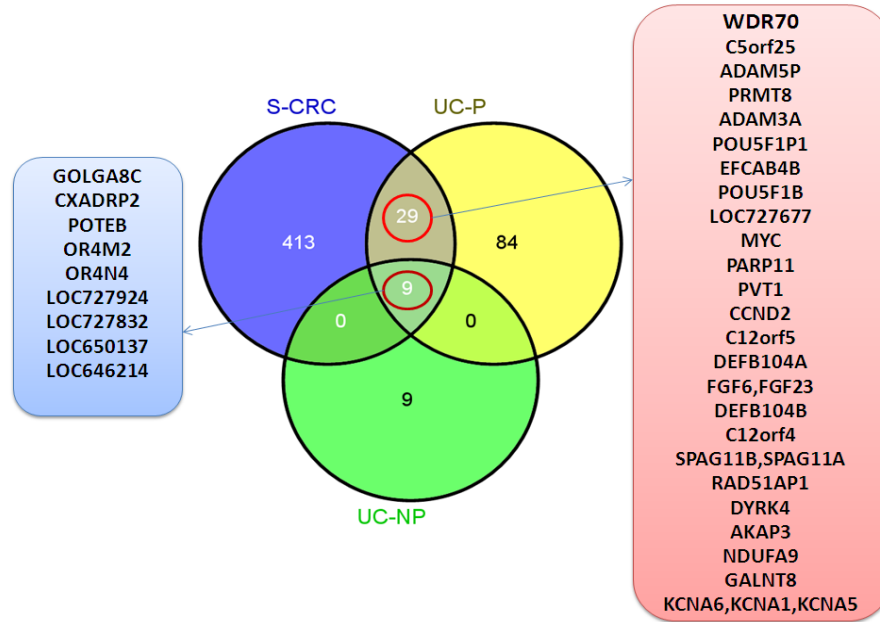 S-CRC
UC-P
413
29
84
9
0
0
9
UC-NP
GOLGA8C
CXADRP2
POTEB
OR4M2
OR4N4
LOC727924
LOC727832
LOC650137
LOC646214
WDR70
C5orf25
ADAM5P
PRMT8
ADAM3A
POU5F1P1
EFCAB4B
POU5F1B
LOC727677
MYC
PARP11
PVT1
CCND2
C12orf5
DEFB104A
FGF6,FGF23
DEFB104B
C12orf4
SPAG11B,SPAG11A
RAD51AP1
DYRK4
AKAP3
NDUFA9
GALNT8
KCNA6,KCNA1,KCNA5